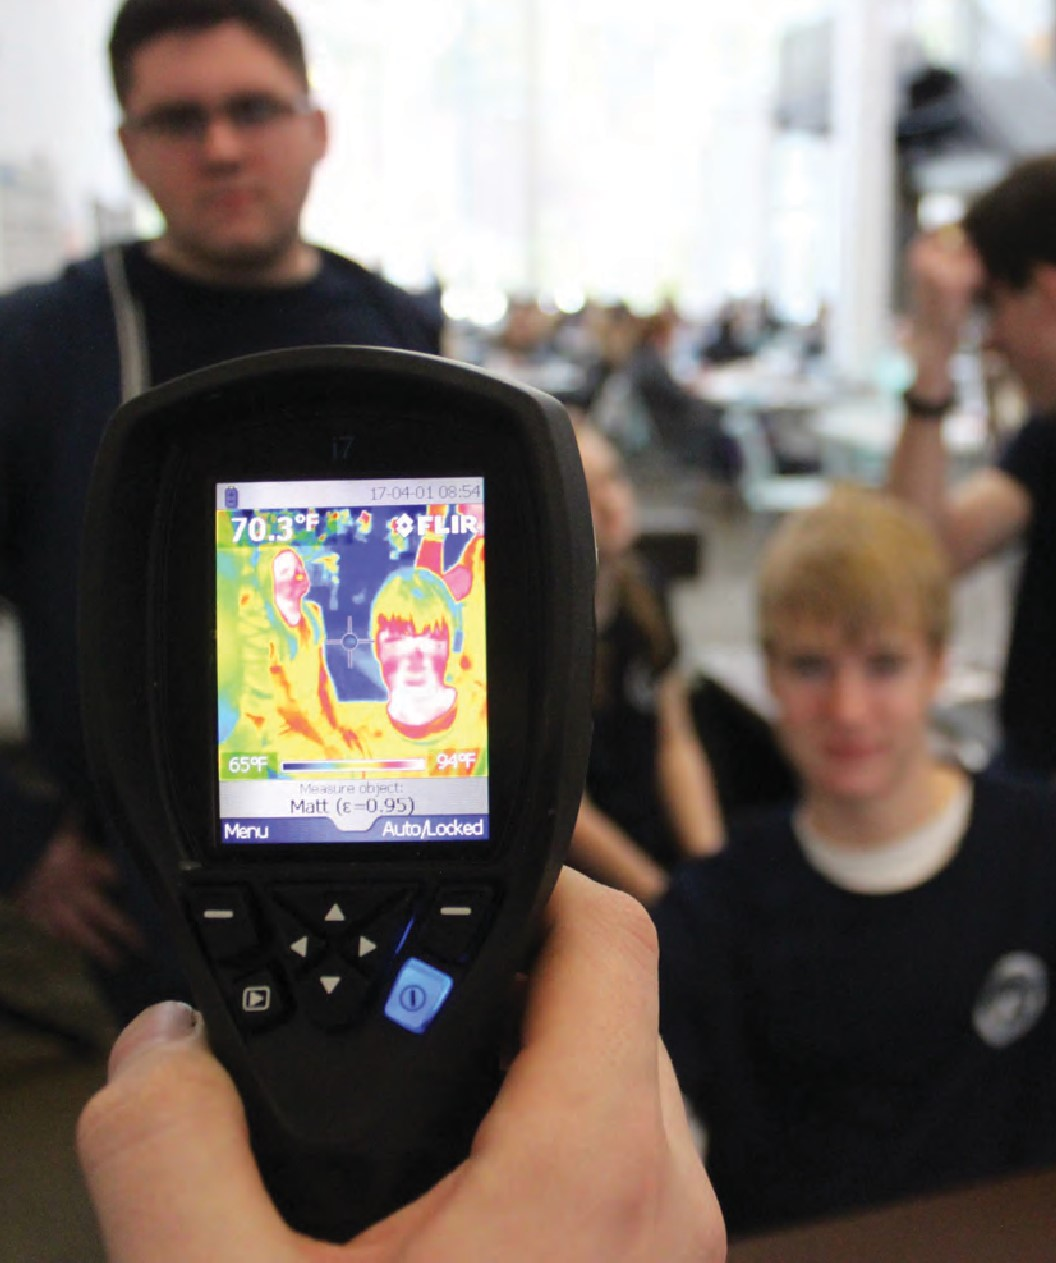 i7
17-04-01 08:54
70.3°F FLIR
65°F 94°F
Measure object:
Matt (ε=0.95)
Menu Auto/Locked